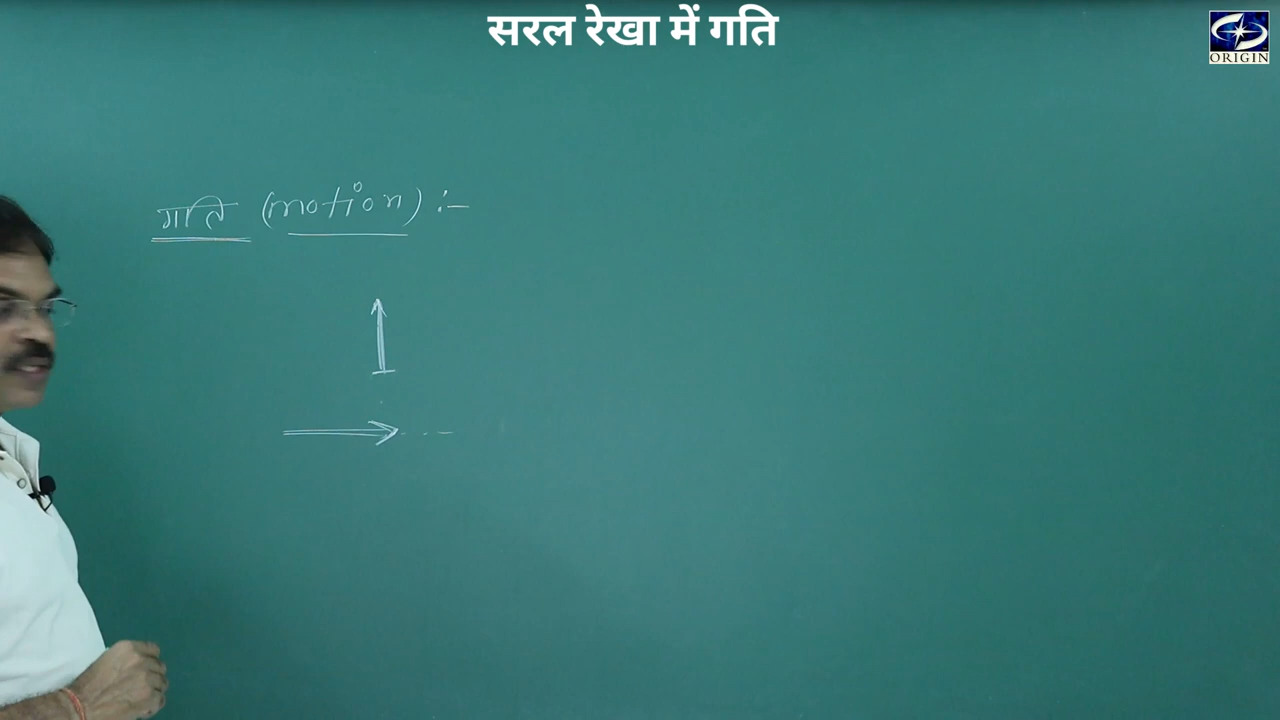 सरल रेखा में गति
ORIGIN
गति (motion) :-